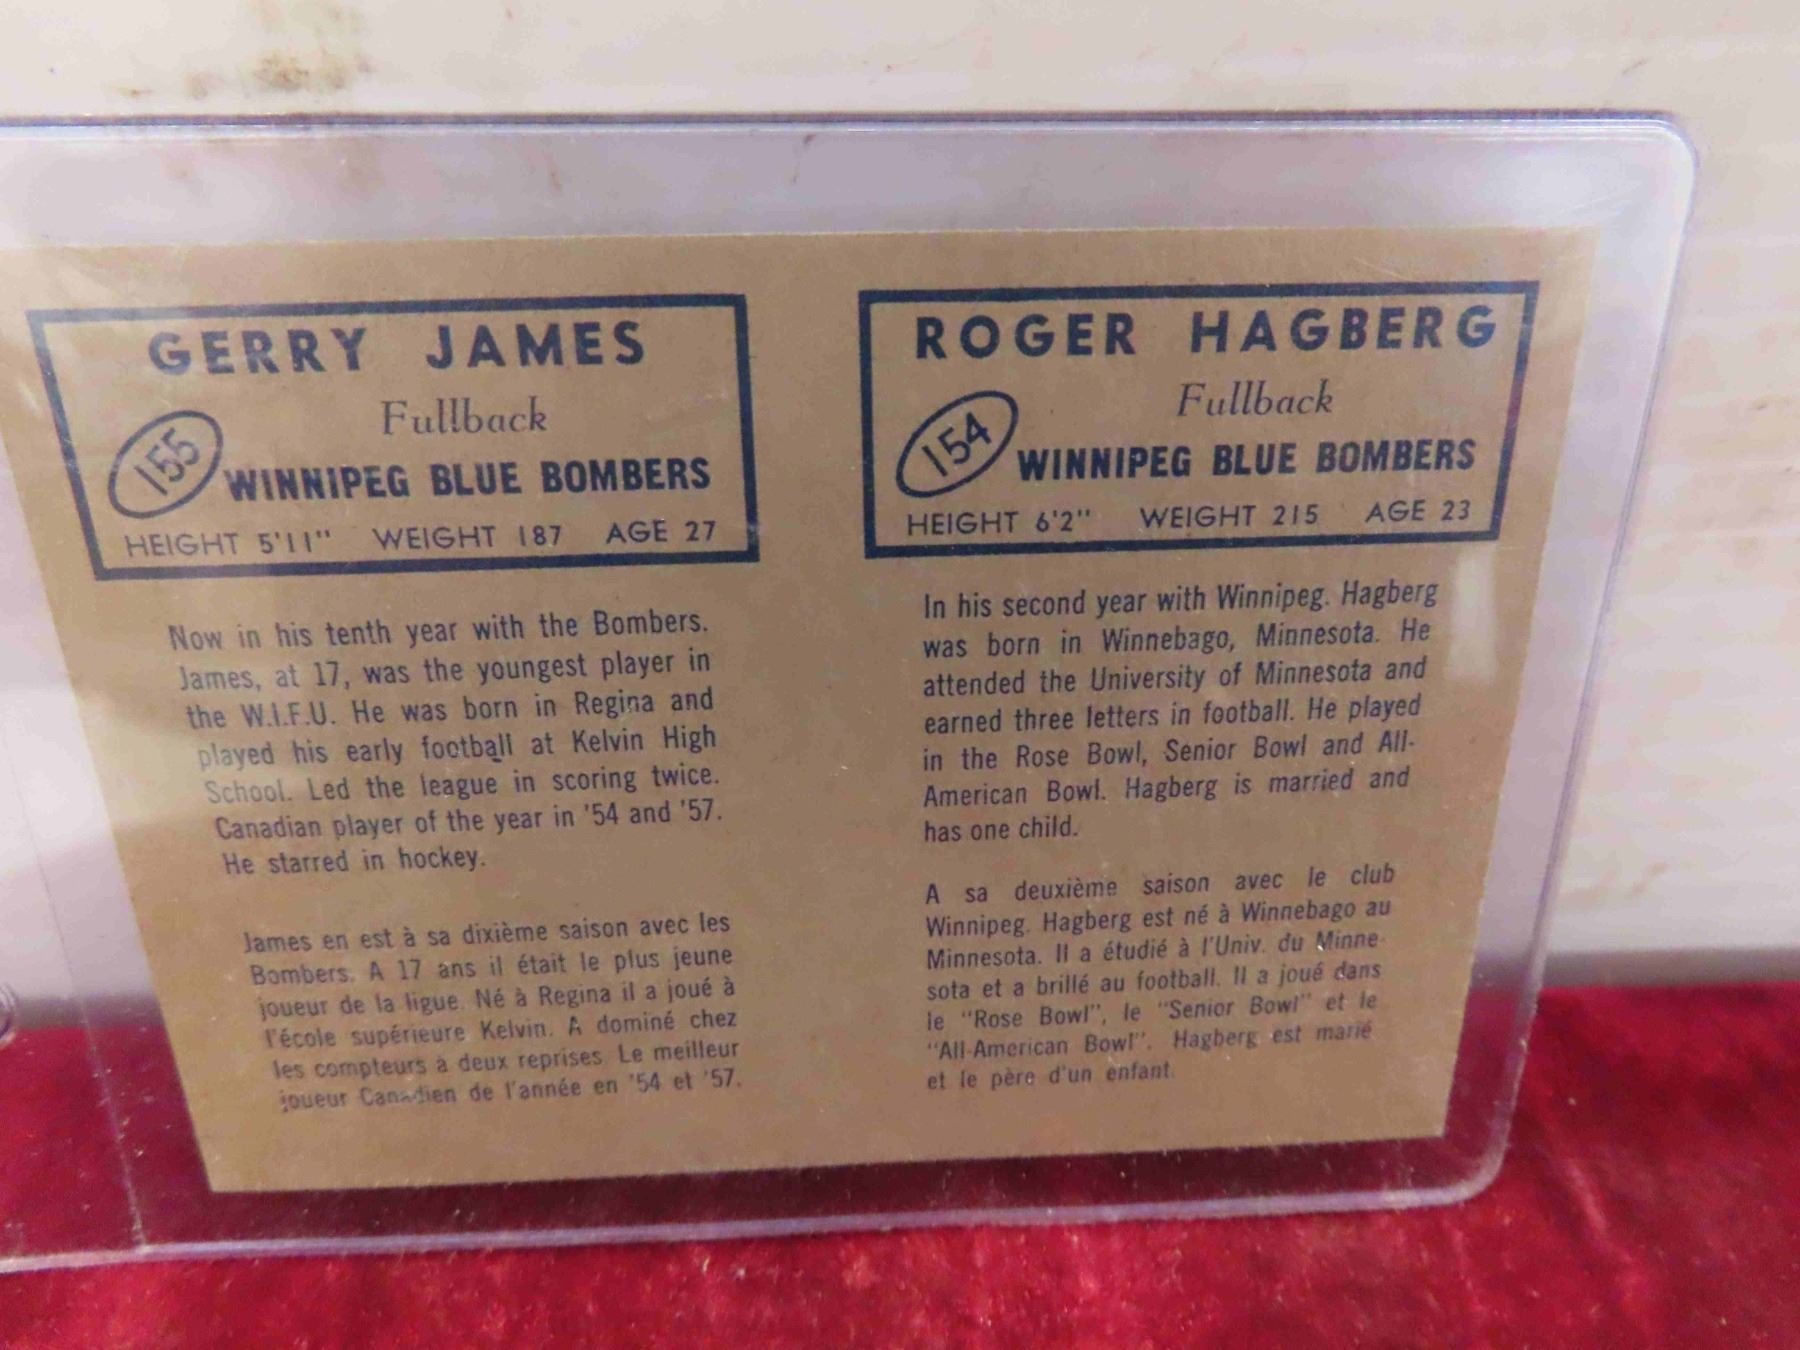 GERRY JAMES
Fullback
155
WINNIPEG BLUE BOMBERS
HEIGHT 5'11" WEIGHT 187 AGE 27
Now in his tenth year with the Bombers.
James, at 17, was the youngest player in
the W.I.F.U. He was born in Regina and
played his early football at Kelvin High
School. Led the league in scoring twice.
Canadian player of the year in '54 and '57.
He starred in hockey.
James en est à sa dixième saison avec les
Bombers. A 17 ans il était le plus jeune
joueur de la ligue. Né à Regina il a joué à
l'école supérieure Kelvin. A dominé chez
les compteurs à deux reprises. Le meilleur
joueur Canadien de l'année en '54 et '57.
ROGER HAGBERG
Fullback
154
WINNIPEG BLUE BOMBERS
HEIGHT 6'2" WEIGHT 215 AGE 23
In his second year with Winnipeg. Hagberg
was born in Winnebago, Minnesota. He
attended the University of Minnesota and
earned three letters in football. He played
in the Rose Bowl, Senior Bowl and All-
American Bowl. Hagberg is married and
has one child.
A sa deuxième saison avec le club
Winnipeg. Hagberg est né à Winnebago au
Minnesota. Il a étudié à l'Univ. du Minne-
sota et a brillé au football. Il a joué dans
le "Rose Bowl", le "Senior Bowl" et le
"All-American Bowl". Hagberg est marié
et le père d'un enfant.